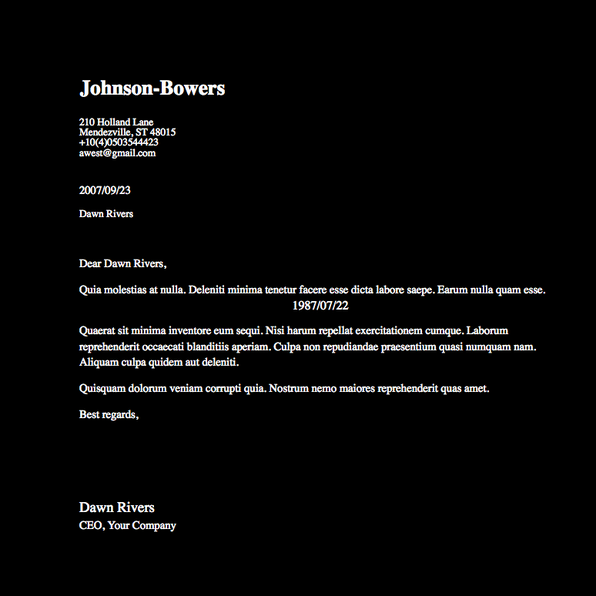 Johnson-Bowers
210 Holland Lane
Mendezville, ST 48015
+10(4)0503544423
awest@gmail.com
2007/09/23
Dawn Rivers
Dear Dawn Rivers,
Quia molestias at nulla. Deleniti minima tenetur facere esse dicta labore saepe. Earum nulla quam esse.
1987/07/22
Quaerat sit minima inventore eum sequi. Nisi harum repellat exercitationem cumque. Laborum
reprehenderit occaecati blanditiis aperiam. Culpa non repudiandae praesentium quasi numquam nam.
Aliquam culpa quidem aut deleniti.
Quisquam dolorum veniam corrupti quia. Nostrum nemo maiores reprehenderit quas amet.
Best regards,
Dawn Rivers
CEO, Your Company